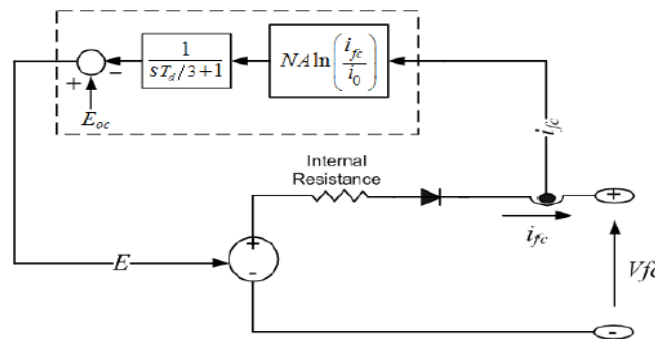 1
sT_d/3+1
NA ln(i_fc/i_0)
+
−
E_oc
i_fc
Internal
Resistance
+
i_fc
E
+
-
Vfc
-